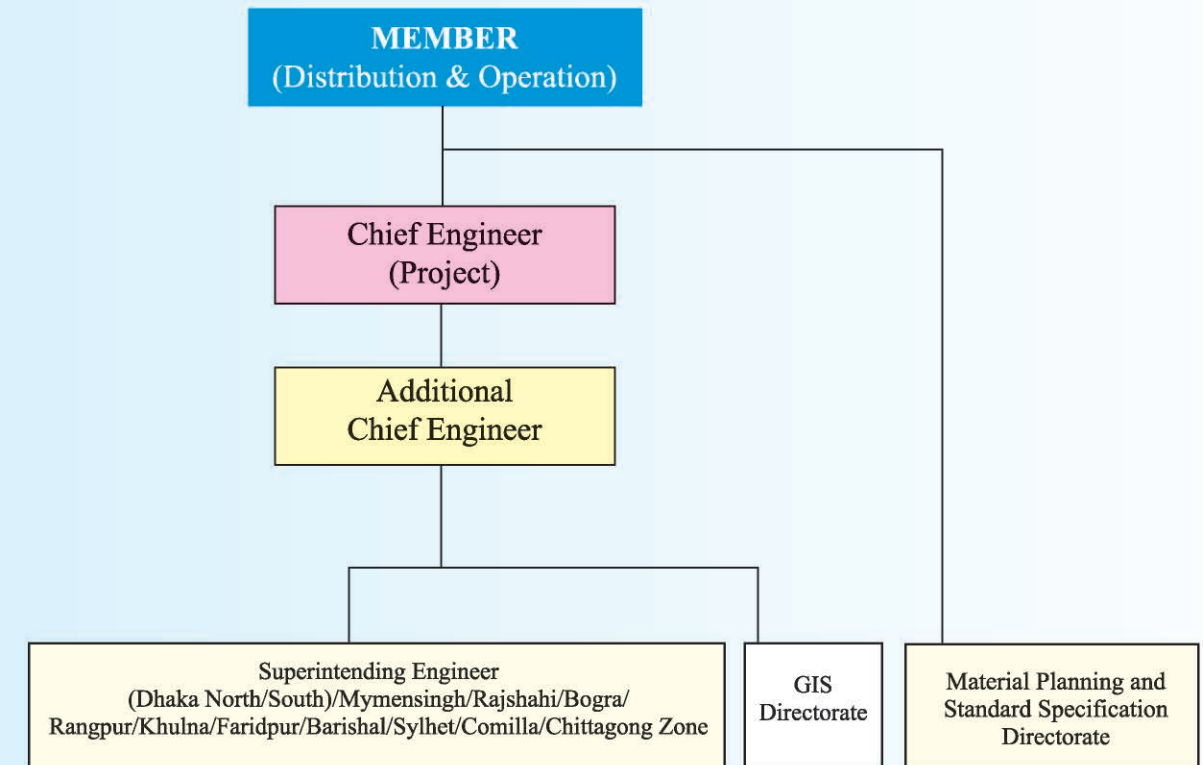 MEMBER
(Distribution & Operation)
Chief Engineer
(Project)
Additional
Chief Engineer
Superintending Engineer
(Dhaka North/South)/Mymensingh/Rajshahi/Bogra/
Rangpur/Khulna/Faridpur/Barishal/Sylhet/Comilla/Chittagong Zone
GIS
Directorate
Material Planning and
Standard Specification
Directorate